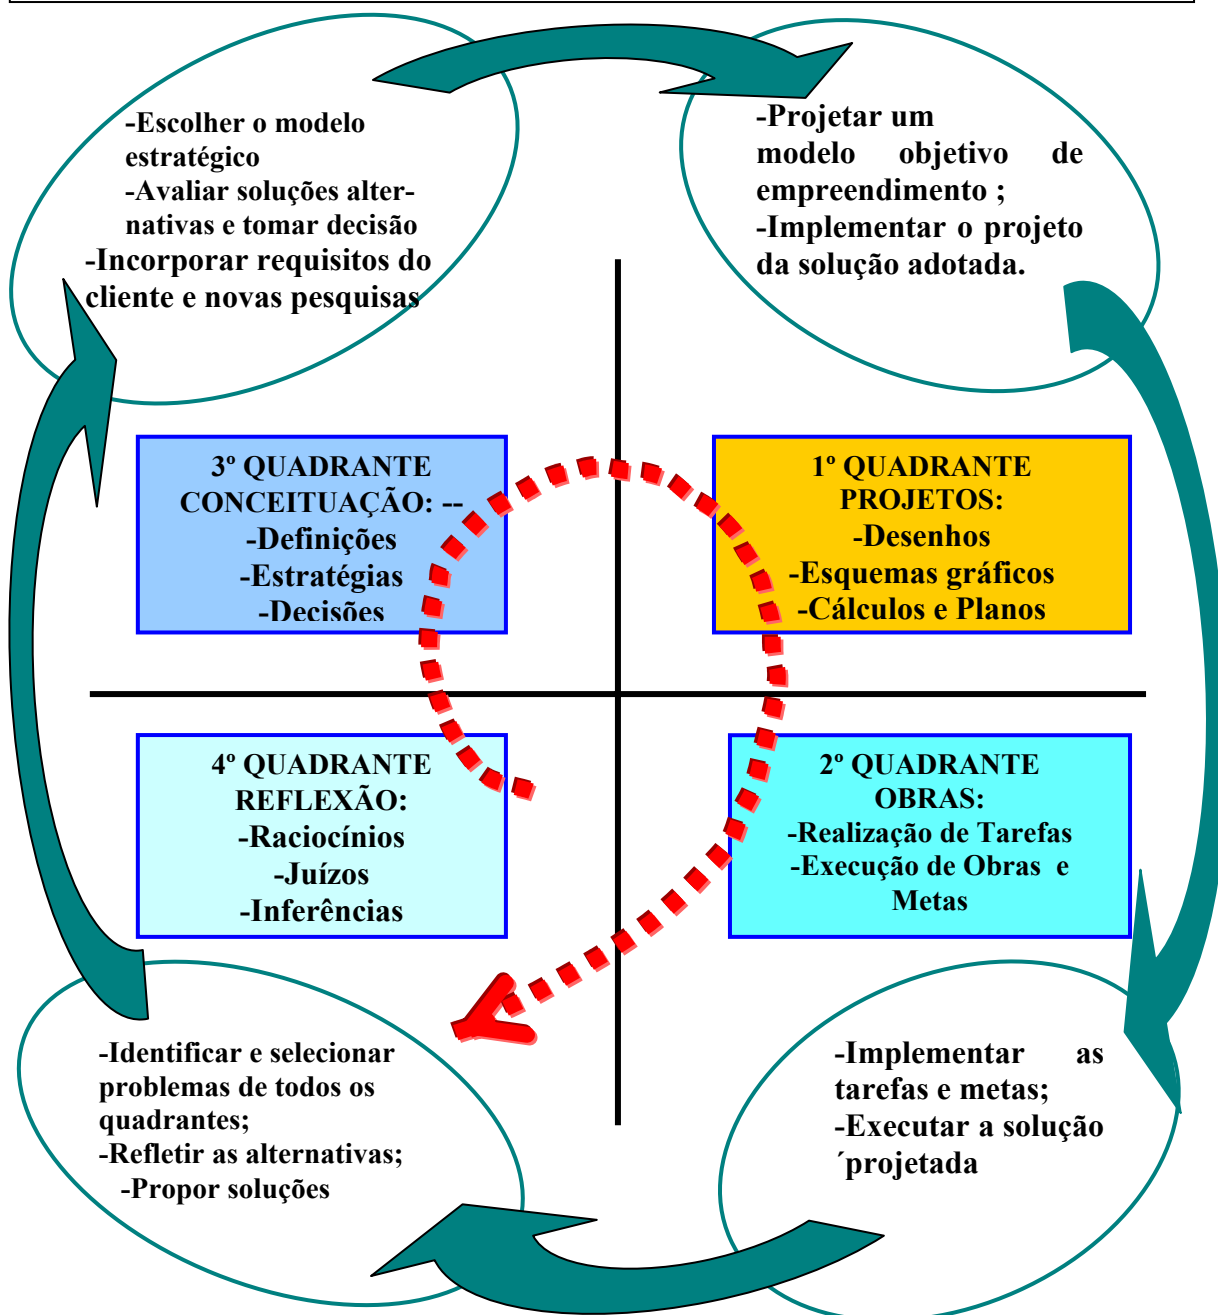 -Escolher o modelo
estratégico
-Avaliar soluções alter-
nativas e tomar decisão
-Incorporar requisitos do
cliente e novas pesquisas
-Projetar um
modelo objetivo de
empreendimento ;
-Implementar o projeto
da solução adotada.
3º QUADRANTE
CONCEITUAÇÃO: --
-Definições
-Estratégias
-Decisões
1º QUADRANTE
PROJETOS:
-Desenhos
-Esquemas gráficos
-Cálculos e Planos
4º QUADRANTE
REFLEXÃO:
-Raciocínios
-Juízos
-Inferências
2º QUADRANTE
OBRAS:
-Realização de Tarefas
-Execução de Obras e
Metas
-Identificar e selecionar
problemas de todos os
quadrantes;
-Refletir as alternativas;
-Propor soluções
-Implementar as
tarefas e metas;
-Executar a solução
´projetada